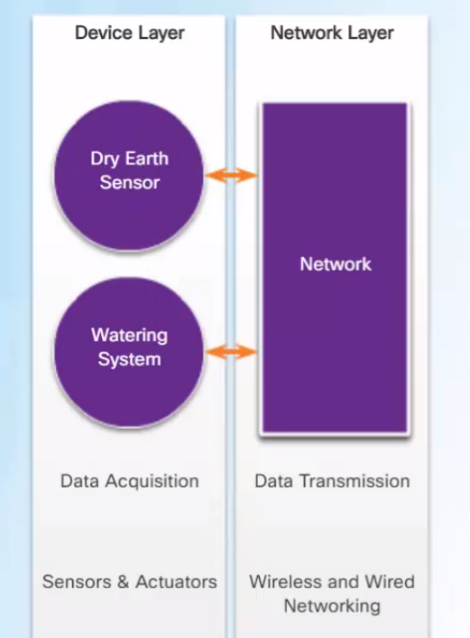 Device Layer
Network Layer
Dry Earth
Sensor
Network
Watering
System
Data Acquisition
Data Transmission
Sensors & Actuators
Wireless and Wired
Networking